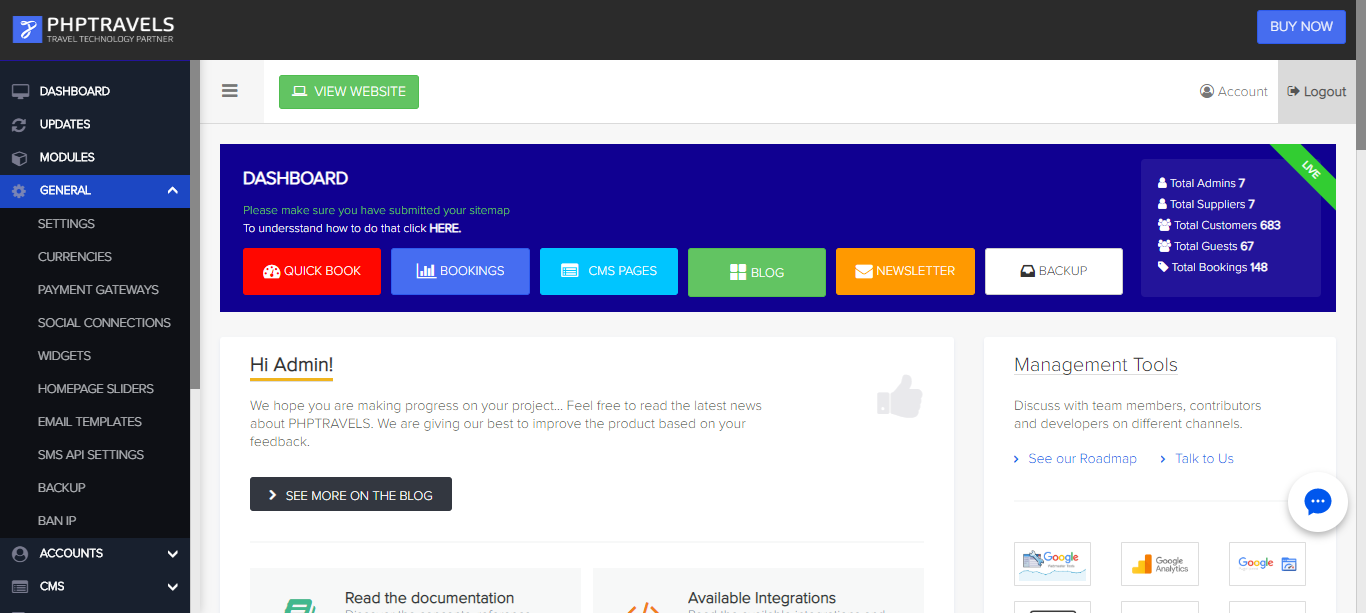 PHPTRAVELS
TRAVEL TECHNOLOGY PARTNER
BUY NOW
DASHBOARD
UPDATES
MODULES
GENERAL
SETTINGS
CURRENCIES
PAYMENT GATEWAYS
SOCIAL CONNECTIONS
WIDGETS
HOMEPAGE SLIDERS
EMAIL TEMPLATES
SMS API SETTINGS
BACKUP
BAN IP
ACCOUNTS
CMS
VIEW WEBSITE
Account
Logout
DASHBOARD
Please make sure you have submitted your sitemap
To undersstand how to do that click HERE.
QUICK BOOK
BOOKINGS
CMS PAGES
BLOG
NEWSLETTER
BACKUP
LIVE
Total Admins 7
Total Suppliers 7
Total Customers 683
Total Guests 67
Total Bookings 148
Hi Admin!
We hope you are making progress on your project... Feel free to read the latest news
about PHPTRAVELS. We are giving our best to improve the product based on your
feedback.
SEE MORE ON THE BLOG
Read the documentation
Available Integrations
Management Tools
Discuss with team members, contributors
and developers on different channels.
See our Roadmap
Talk to Us
Google
Google
Analytics
Google